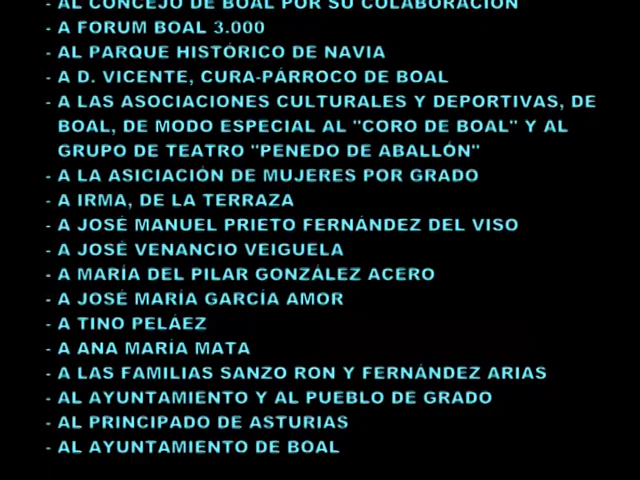 - AL CONCEJO DE BOAL POR SU COLABORACIÓN
- A FORUM BOAL 3.000
- AL PARQUE HISTÓRICO DE NAVIA
- A D. VICENTE, CURA-PÁRROCO DE BOAL
- A LAS ASOCIACIONES CULTURALES Y DEPORTIVAS, DE
BOAL, DE MODO ESPECIAL AL "CORO DE BOAL" Y AL
GRUPO DE TEATRO "PENEDO DE ABALLÓN"
- A LA ASICIACIÓN DE MUJERES POR GRADO
- A IRMA, DE LA TERRAZA
- A JOSÉ MANUEL PRIETO FERNÁNDEZ DEL VISO
- A JOSÉ VENANCIO VEIGUELA
- A MARÍA DEL PILAR GONZÁLEZ ACERO
- A JOSÉ MARÍA GARCÍA AMOR
- A TINO PELÁEZ
- A ANA MARÍA MATA
- A LAS FAMILIAS SANZO RON Y FERNÁNDEZ ARIAS
- AL AYUNTAMIENTO Y AL PUEBLO DE GRADO
- AL PRINCIPADO DE ASTURIAS
- AL AYUNTAMIENTO DE BOAL